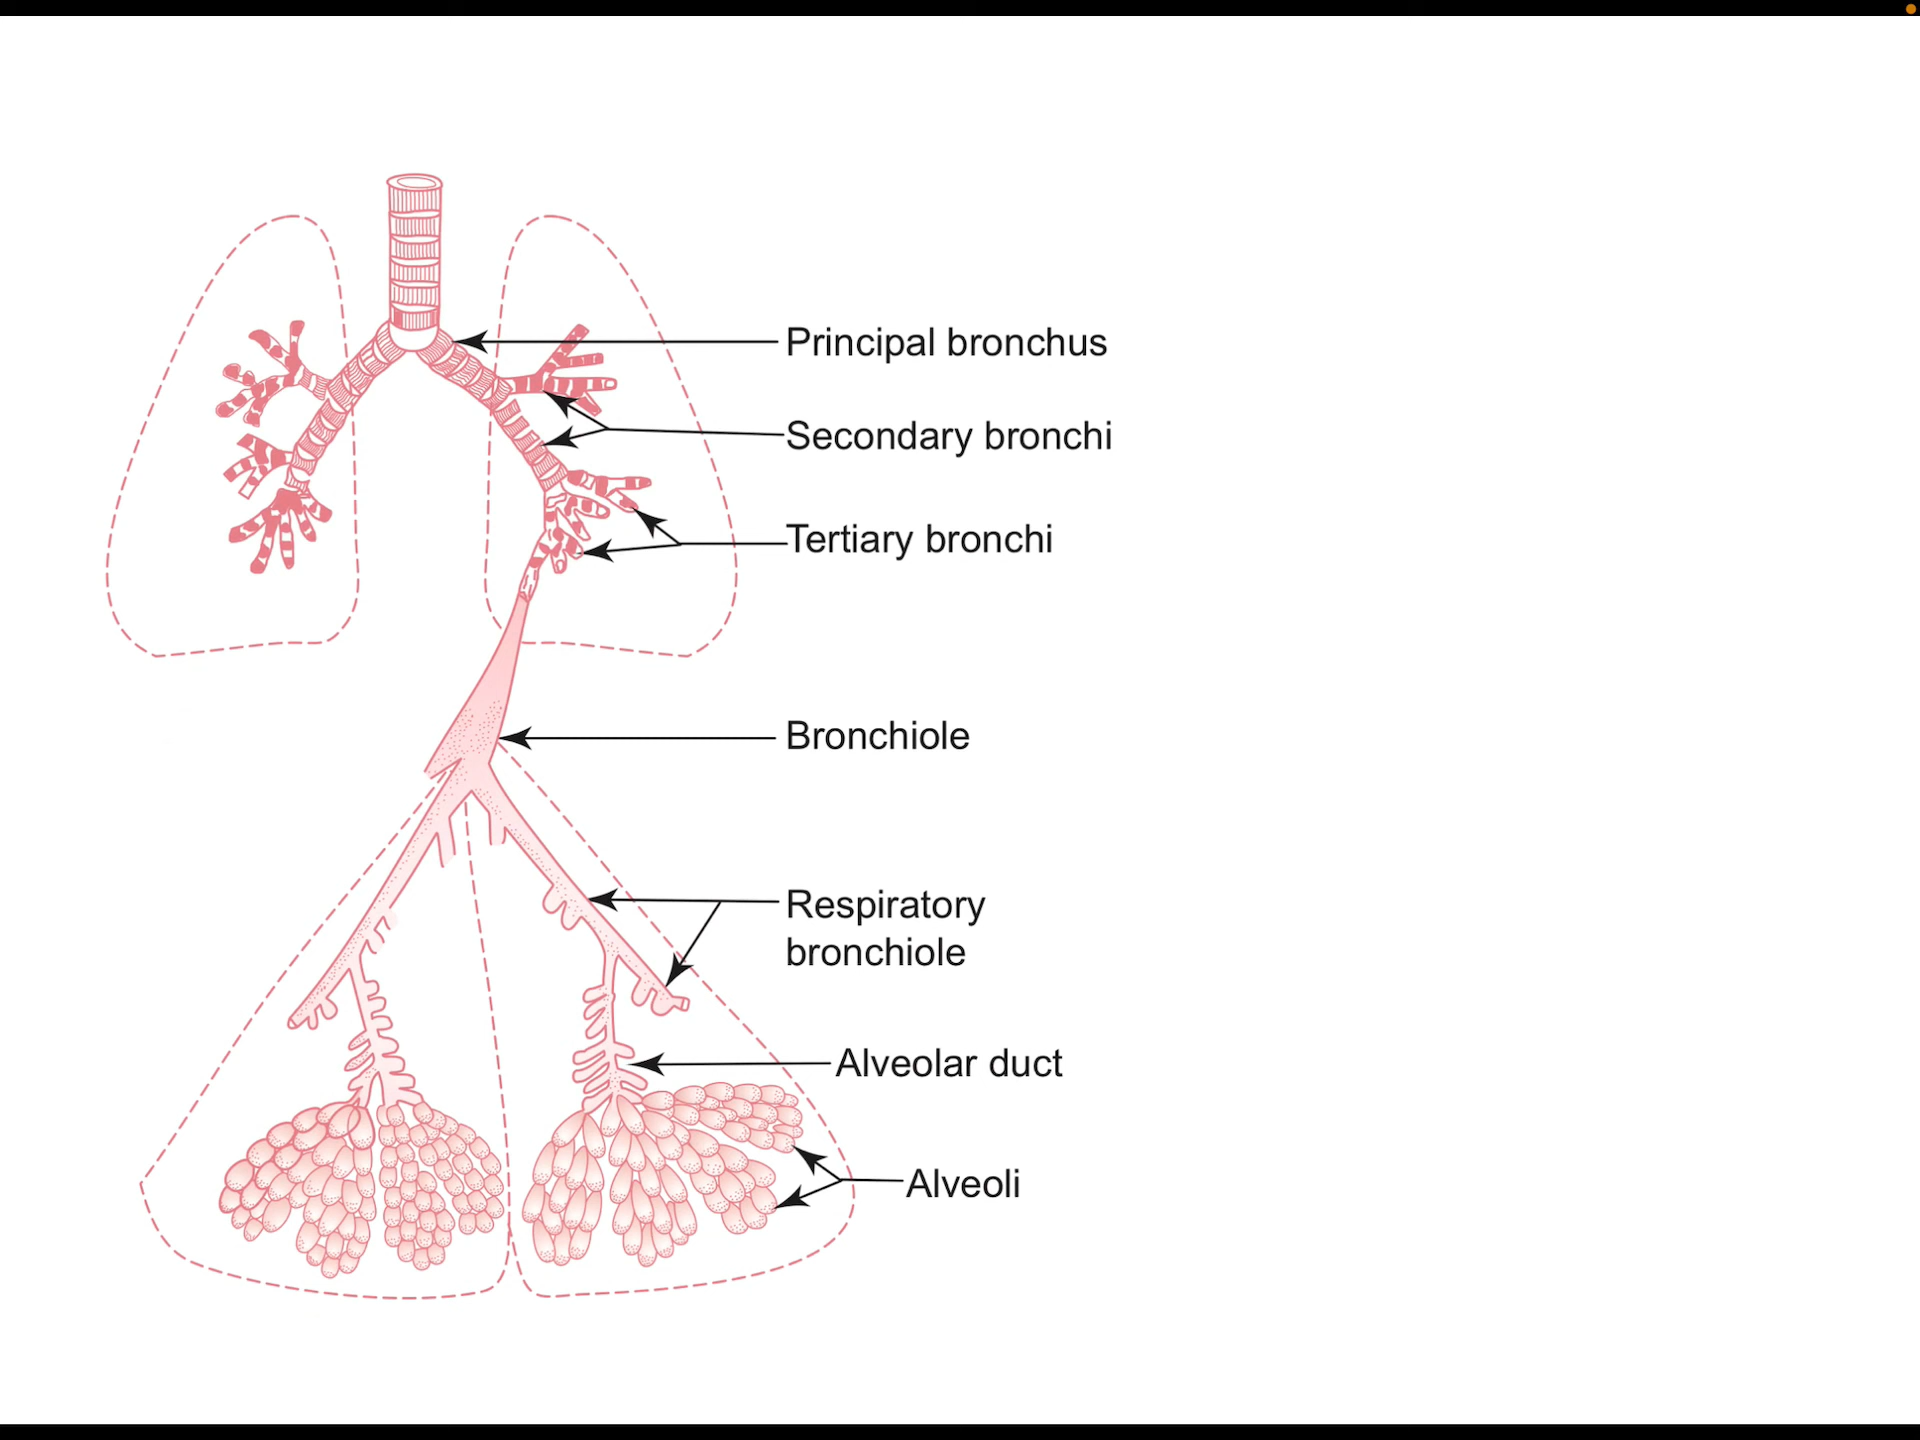 Principal bronchus
Secondary bronchi
Tertiary bronchi
Bronchiole
Respiratory
bronchiole
Alveolar duct
Alveoli